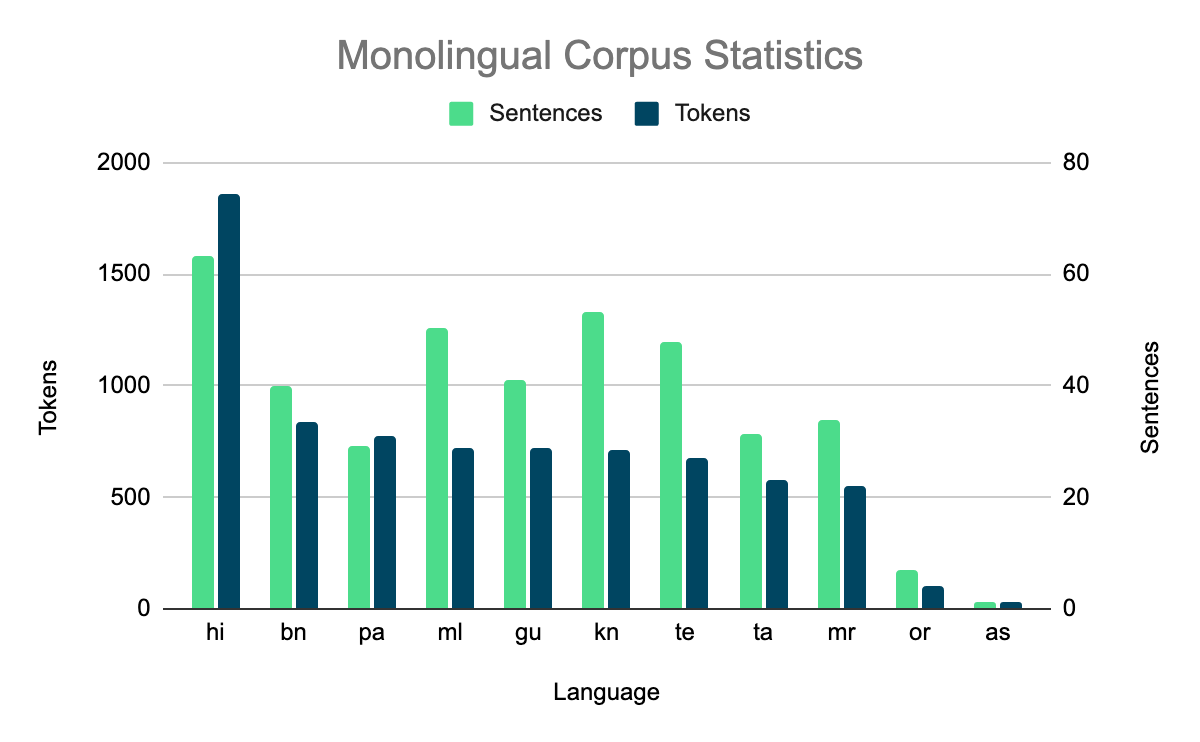 Monolingual Corpus Statistics
Sentences Tokens
2000 80
1500 60
1000 40
Tokens Sentences
500 20
0 0
hi bn pa ml gu kn te ta mr or as
Language